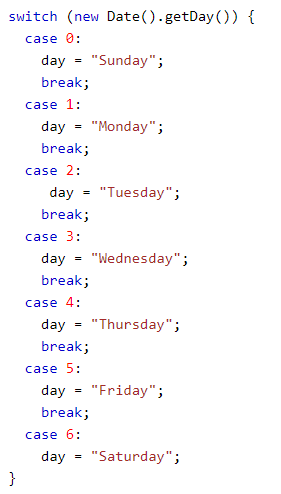 switch (new Date().getDay()) {
  case 0:
    day = "Sunday";
    break;
  case 1:
    day = "Monday";
    break;
  case 2:
     day = "Tuesday";
    break;
  case 3:
    day = "Wednesday";
    break;
  case 4:
    day = "Thursday";
    break;
  case 5:
    day = "Friday";
    break;
  case 6:
    day = "Saturday";
}